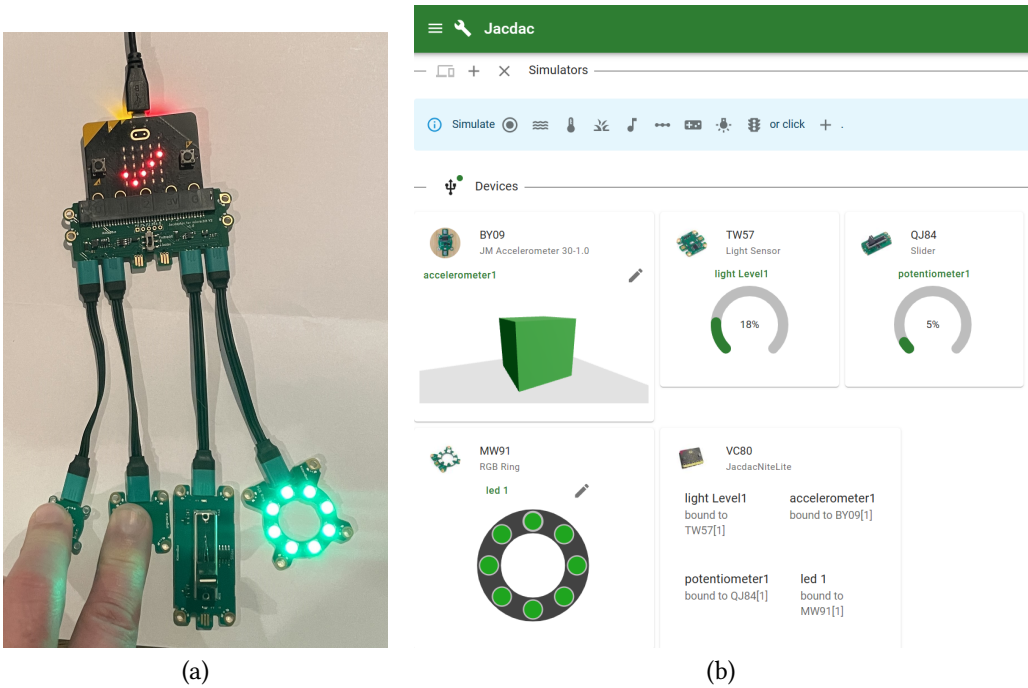 Jacdac
Simulators
Simulate or click + .
Devices
BY09
JM Accelerometer 30-1.0
accelerometer1
TW57
Light Sensor
light Level1
18%
QJ84
Slider
potentiometer1
5%
MW91
RGB Ring
led 1
VC80
JacdacNiteLite
light Level1
bound to
TW57[1]
accelerometer1
bound to BY09[1]
potentiometer1
bound to QJ84[1]
led 1
bound to
MW91[1]
(a)
(b)